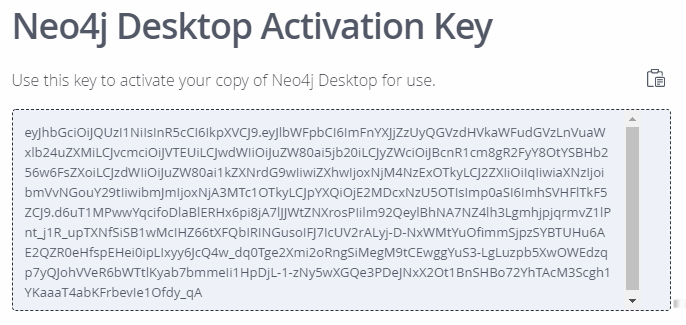 Neo4j Desktop Activation Key
Use this key to activate your copy of Neo4j Desktop for use.
eyJhbGciOiJQUzI1NiIsInR5cCI6IkpXVCJ9.eyJlbWFpbCI6ImFnYXJjZzUyQGVzdHVkaWFudGVzLnVuaW
xlb24uZXMiLCJvcmciOiJVTEUiLCJwdWIiOiJuZW80ai5jb20iLCJyZWciOiJBcnR1cm8gR2FyY8OtYSBHb2
56w6FsZXoiLCJzdWIiOiJuZW80ai1kZXNrdG9wIiwiZXhwIjoxNjM4NzExOTkyLCJ2ZXIiOiIqIiwiaXNzIjoi
bmVvNGouY29tIiwibmJmIjoxNjA3MTc1OTkyLCJpYXQiOjE2MDcxNzU5OTIsImp0aSI6ImhSVHFlTkF5
ZCJ9.d6uT1MPwwYqcifoDlaBlERHx6pi8jA7lJJWtZNXrosPIilm92QeylBhNA7NZ4lh3Lgmhjpjqrmv​Z1lP
nt_j1R_upTXNfSiSB1wMcIHZ66tXFQbIRINGusoIFJ7IcUV2rALyj-D-NxWMtYuOfimmSjpzSYBTUHu6A
E2QZR0eHfspEHei0ipLIxyy6JcQ4w_dq0Tge2Xmi2oRngSiMegM9tCEwggYuS3-LgLuzpb5XwOWEdzq
p7yQJohVVeR6bWTtlKyab7bmmeIi1HpDjL-1-zNy5wXGQe3PDeJNxX2Ot1BnSHBo72YhTAcM3Scgh1
YKaaaT4abKFrbevIe1Ofdy_qA